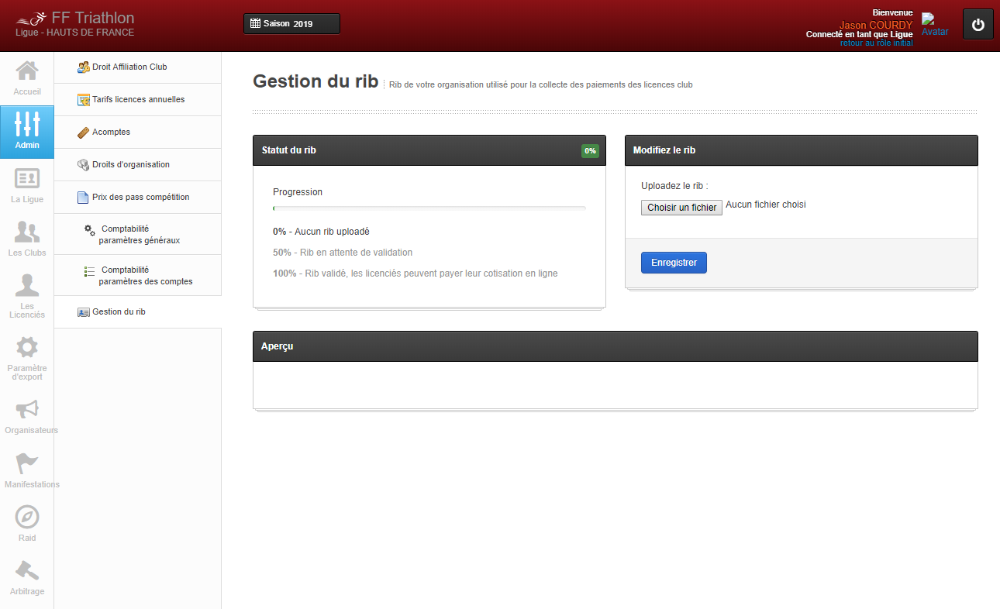 FF Triathlon
Ligue - HAUTS DE FRANCE
Saison 2019
Bienvenue
Jason COURDY
Connecté en tant que Ligue
retour au rôle initial
Avatar
Accueil
Admin
La Ligue
Les Clubs
Les
Licenciés
Paramètre
d'export
Organisateurs
Manifestations
Raid
Arbitrage
Droit Affiliation Club
Tarifs licences annuelles
Acomptes
Droits d'organisation
Prix des pass compétition
Comptabilité
paramètres généraux
Comptabilité
paramètres des comptes
Gestion du rib
Gestion du rib
Rib de votre organisation utilisé pour la collecte des paiements des licences club
Statut du rib
0%
Progression
0% - Aucun rib uploadé
50% - Rib en attente de validation
100% - Rib validé, les licenciés peuvent payer leur cotisation en ligne
Modifiez le rib
Uploadez le rib :
Choisir un fichier Aucun fichier choisi
Enregistrer
Aperçu